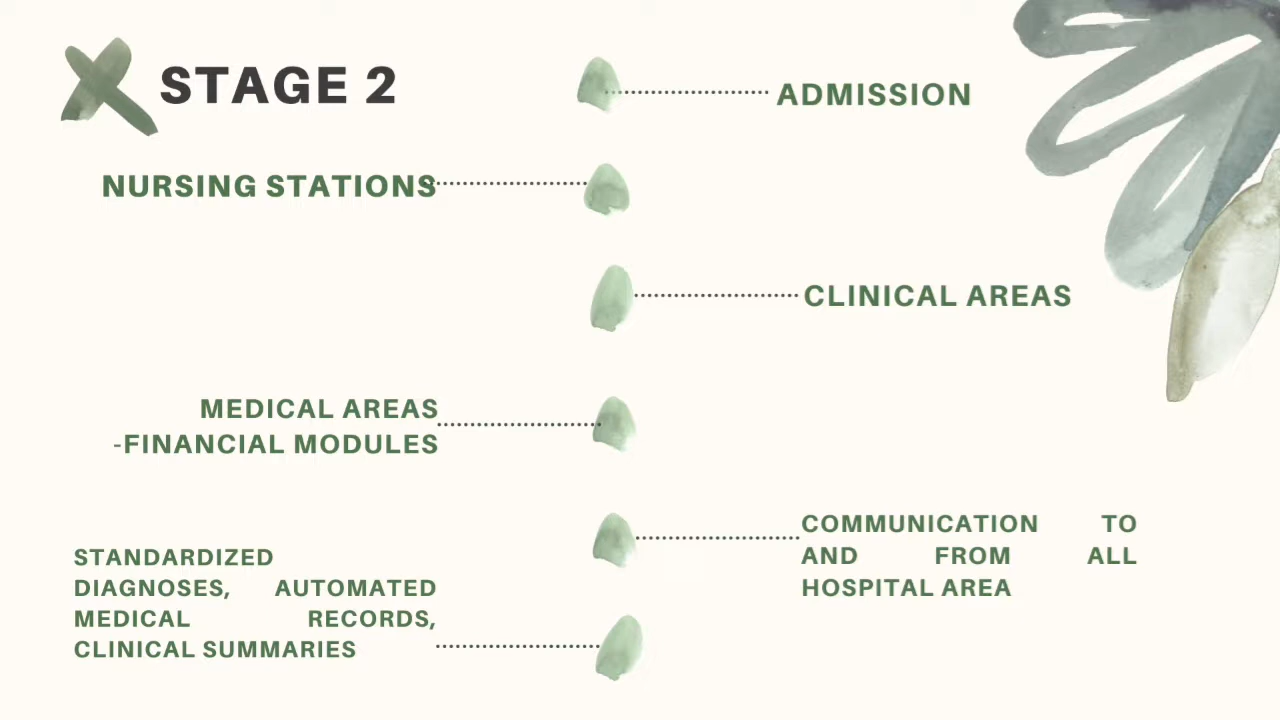 STAGE 2
ADMISSION
NURSING STATIONS
CLINICAL AREAS
MEDICAL AREAS
-FINANCIAL MODULES
COMMUNICATION TO
AND FROM ALL
HOSPITAL AREA
STANDARDIZED
DIAGNOSES, AUTOMATED
MEDICAL RECORDS,
CLINICAL SUMMARIES